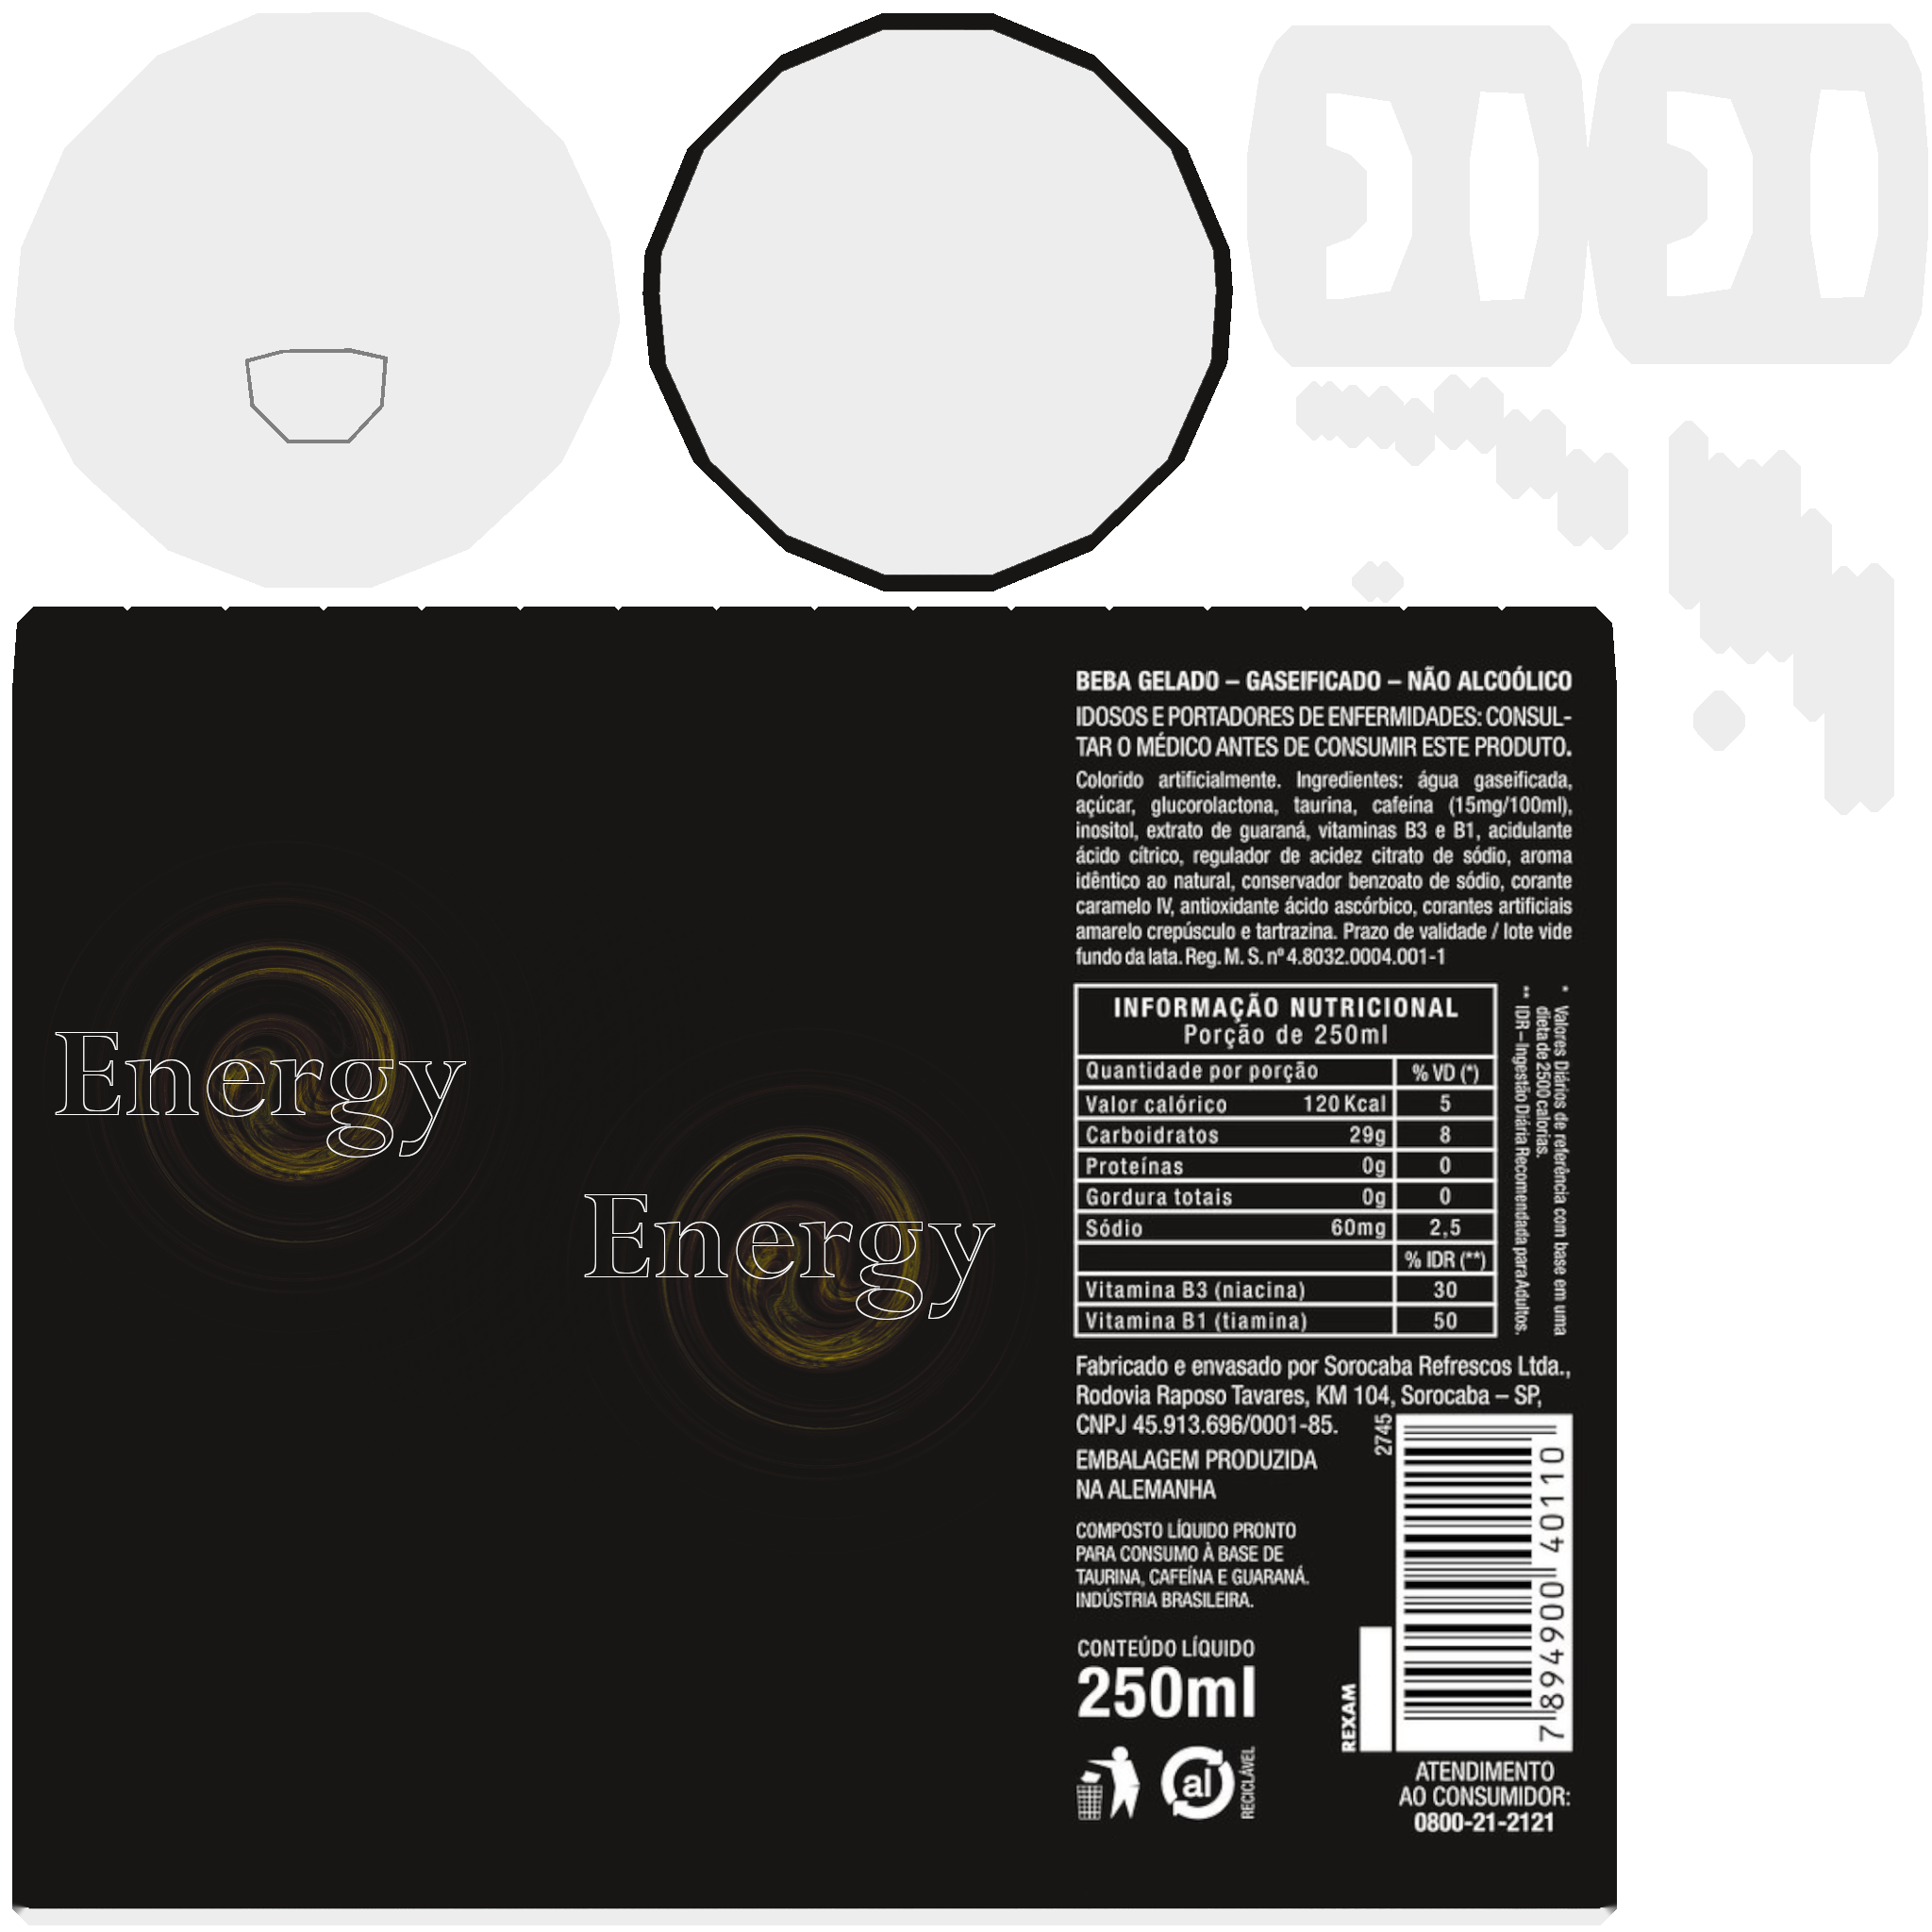 Energy
Energy
BEBA GELADO – GASEIFICADO – NÃO ALCOÓLICO
IDOSOS E PORTADORES DE ENFERMIDADES: CONSUL-
TAR O MÉDICO ANTES DE CONSUMIR ESTE PRODUTO.
Colorido artificialmente. Ingredientes: água gaseificada,
açúcar, glucorolactona, taurina, cafeína (15mg/100ml),
inositol, extrato de guaraná, vitaminas B3 e B1, acidulante
ácido cítrico, regulador de acidez citrato de sódio, aroma
idêntico ao natural, conservador benzoato de sódio, corante
caramelo IV, antioxidante ácido ascórbico, corantes artificiais
amarelo crepúsculo e tartrazina. Prazo de validade / lote vide
fundo da lata. Reg. M. S. nº 4.8032.0004.001-1
INFORMAÇÃO NUTRICIONAL
Porção de 250ml
Quantidade por porção % VD (*)
Valor calórico 120 Kcal 5
Carboidratos 29g 8
Proteínas 0g 0
Gordura totais 0g 0
Sódio 60mg 2,5
% IDR (**)
Vitamina B3 (niacina) 30
Vitamina B1 (tiamina) 50
* Valores Diários de referência com base em uma
dieta de 2500 calorias.
** IDR – Ingestão Diária Recomendada para Adultos.
Fabricado e envasado por Sorocaba Refrescos Ltda.,
Rodovia Raposo Tavares, KM 104, Sorocaba – SP,
CNPJ 45.913.696/0001-85.
2745
EMBALAGEM PRODUZIDA
NA ALEMANHA
COMPOSTO LÍQUIDO PRONTO
PARA CONSUMO À BASE DE
TAURINA, CAFEÍNA E GUARANÁ.
INDÚSTRIA BRASILEIRA.
CONTEÚDO LÍQUIDO
250ml
al
RECICLÁVEL
REXAM
7 894900 40110
ATENDIMENTO
AO CONSUMIDOR:
0800-21-2121